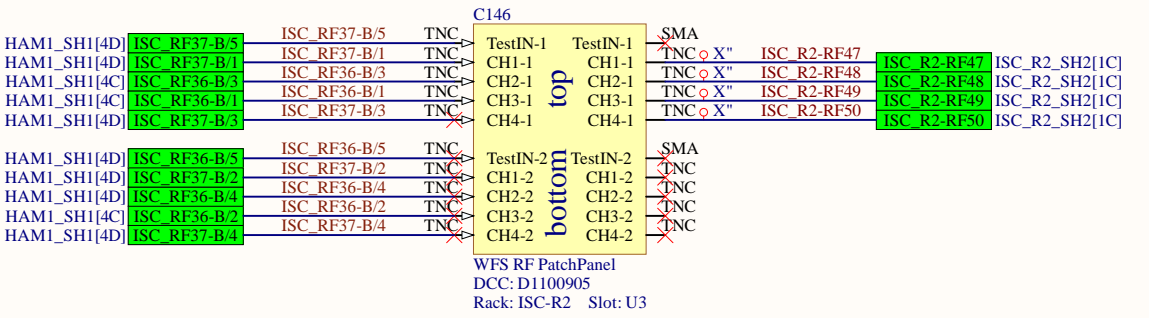 C146
HAM1_SH1[4D] ISC_RF37-B/5 ISC_RF37-B/5 TNC TestIN-1 TestIN-1 SMA
HAM1_SH1[4D] ISC_RF37-B/1 ISC_RF37-B/1 TNC CH1-1 CH1-1 TNC X" ISC_R2-RF47 ISC_R2-RF47 ISC_R2_SH2[1C]
HAM1_SH1[4C] ISC_RF36-B/3 ISC_RF36-B/3 TNC CH2-1 CH2-1 TNC X" ISC_R2-RF48 ISC_R2-RF48 ISC_R2_SH2[1C]
HAM1_SH1[4C] ISC_RF36-B/1 ISC_RF36-B/1 TNC CH3-1 CH3-1 TNC X" ISC_R2-RF49 ISC_R2-RF49 ISC_R2_SH2[1C]
HAM1_SH1[4D] ISC_RF37-B/3 ISC_RF37-B/3 TNC CH4-1 CH4-1 TNC X" ISC_R2-RF50 ISC_R2-RF50 ISC_R2_SH2[1C]
top
HAM1_SH1[4D] ISC_RF36-B/5 ISC_RF36-B/5 TNC TestIN-2 TestIN-2 SMA
HAM1_SH1[4D] ISC_RF37-B/2 ISC_RF37-B/2 TNC CH1-2 CH1-2 TNC
HAM1_SH1[4D] ISC_RF36-B/4 ISC_RF36-B/4 TNC CH2-2 CH2-2 TNC
HAM1_SH1[4C] ISC_RF36-B/2 ISC_RF36-B/2 TNC CH3-2 CH3-2 TNC
HAM1_SH1[4D] ISC_RF37-B/4 ISC_RF37-B/4 TNC CH4-2 CH4-2 TNC
bottom
WFS RF PatchPanel
DCC: D1100905
Rack: ISC-R2 Slot: U3